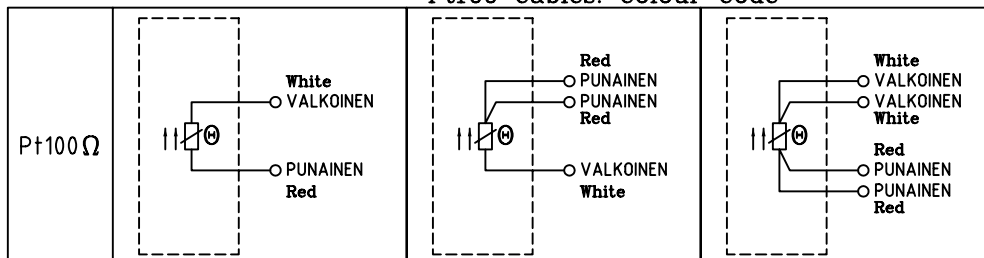 Pt100 cables: colour code
Pt100Ω
White
VALKOINEN
Θ
PUNAINEN
Red
Red
PUNAINEN
PUNAINEN
Red
Θ
VALKOINEN
White
White
VALKOINEN
VALKOINEN
White
Θ
Red
PUNAINEN
PUNAINEN
Red